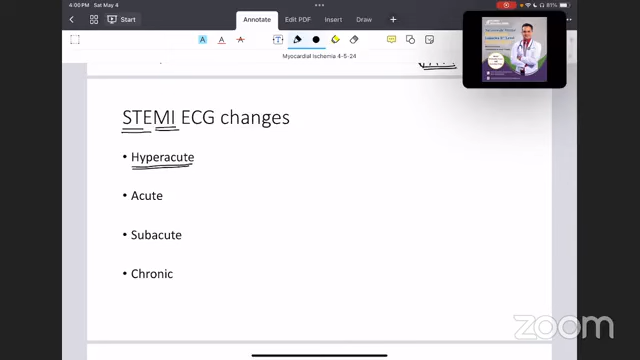 4:00 PM Sat May 4
81%
Start
Annotate
Edit PDF
Insert
Draw
Myocardial Ischemia 4-5-24
STEMI ECG changes
• Hyperacute
• Acute
• Subacute
• Chronic
zoom